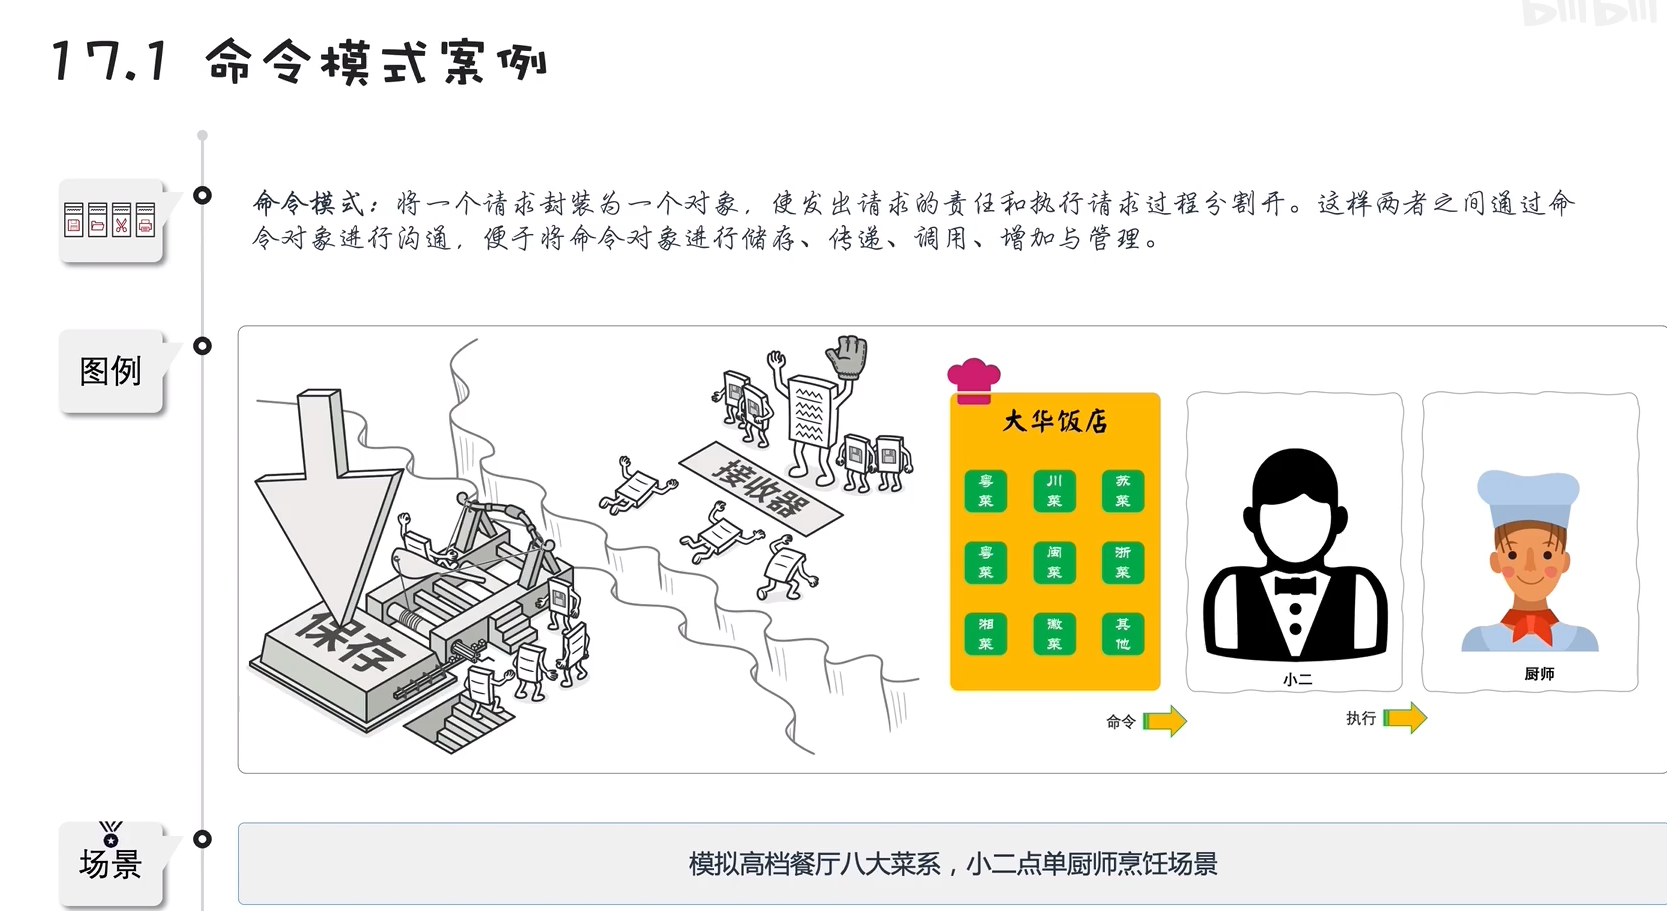 bilibili
17.1 命令模式案例
命令模式：将一个请求封装为一个对象，使发出请求的责任和执行请求过程分割开。这样两者之间通过命
令对象进行沟通，便于将命令对象进行储存、传递、调用、增加与管理。
图例
保存
接收器
大华饭店
粤菜
川菜
苏菜
粤菜
闽菜
浙菜
湘菜
徽菜
其他
小二
厨师
命令
执行
场景
模拟高档餐厅八大菜系，小二点单厨师烹饪场景